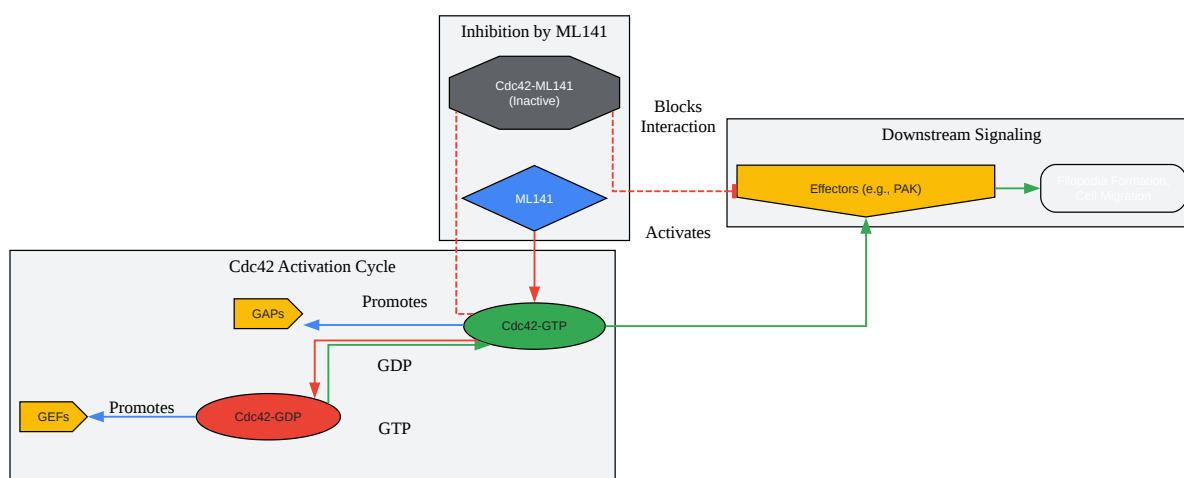 Inhibition by ML141
Cdc42-ML141
(Inactive)
Blocks
Interaction
Downstream Signaling
ML141
Effectors (e.g., PAK)
Filopodia Formation,
Cell Migration
Activates
Cdc42 Activation Cycle
GAPs
Promotes
Cdc42-GTP
GDP
GEFs
Promotes
Cdc42-GDP
GTP